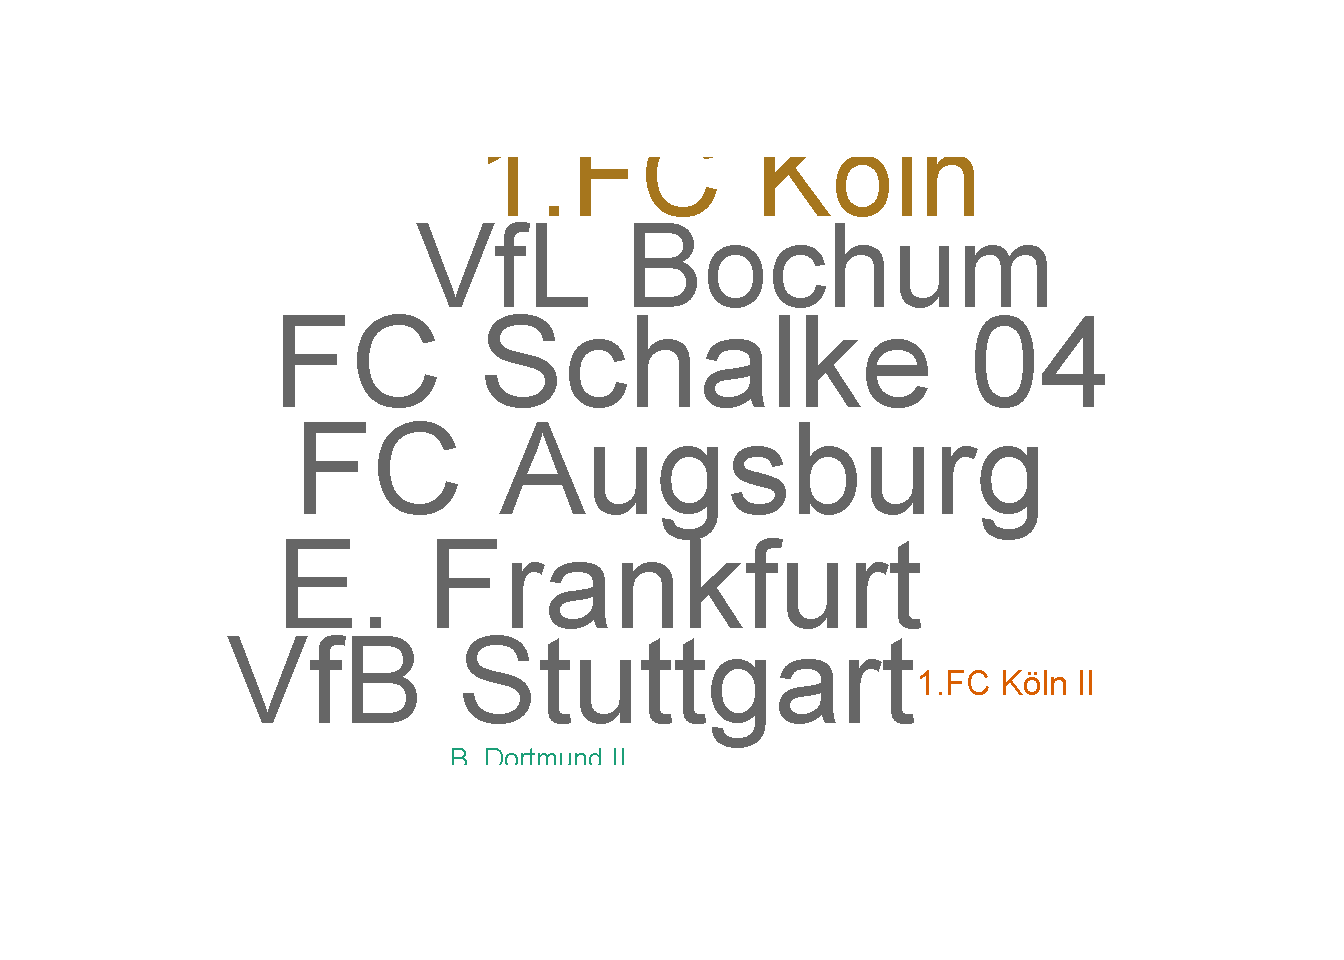 1.FC Köln
VfL Bochum
FC Schalke 04
FC Augsburg
E. Frankfurt
VfB Stuttgart
1.FC Köln II
B. Dortmund II